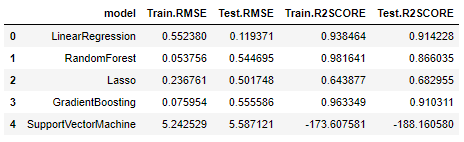 model Train.RMSE Test.RMSE Train.R2SCORE Test.R2SCORE
0 LinearRegression 0.552380 0.119371 0.938464 0.914228
1 RandomForest 0.053756 0.544695 0.981641 0.866035
2 Lasso 0.236761 0.501748 0.643877 0.682955
3 GradientBoosting 0.075954 0.555586 0.963349 0.910311
4 SupportVectorMachine 5.242529 5.587121 -173.607581 -188.160580